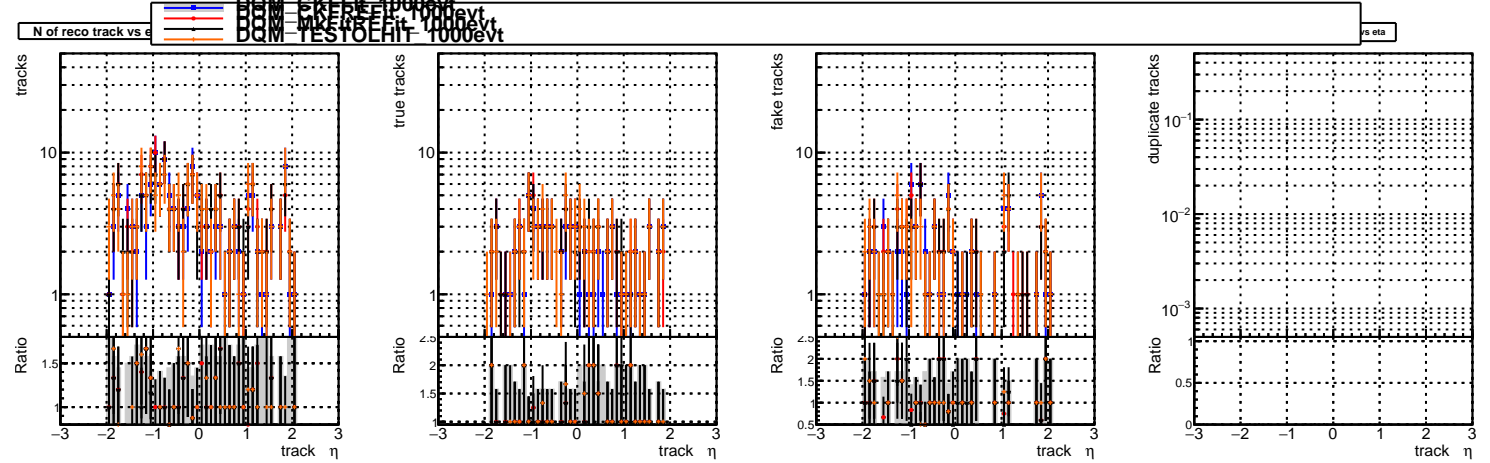 DQM_CKFFit_1000evt
DQM_CKFREFit_1000evt
DQM_MKFitREFit_1000evt
DQM_TESTOLHIT_1000evt
N of reco track vs e
vs eta
tracks
10
1
Ratio
1.5
1
−3 −2 −1 0 1 2 3
track η
true tracks
10
1
Ratio
2.5
2
1.5
1
−3 −2 −1 0 1 2 3
track η
fake tracks
10
1
Ratio
2.5
2
1.5
1
0.5
−3 −2 −1 0 1 2 3
track η
duplicate tracks
10−1
10−2
10−3
Ratio
1
0.5
0
−3 −2 −1 0 1 2 3
track η